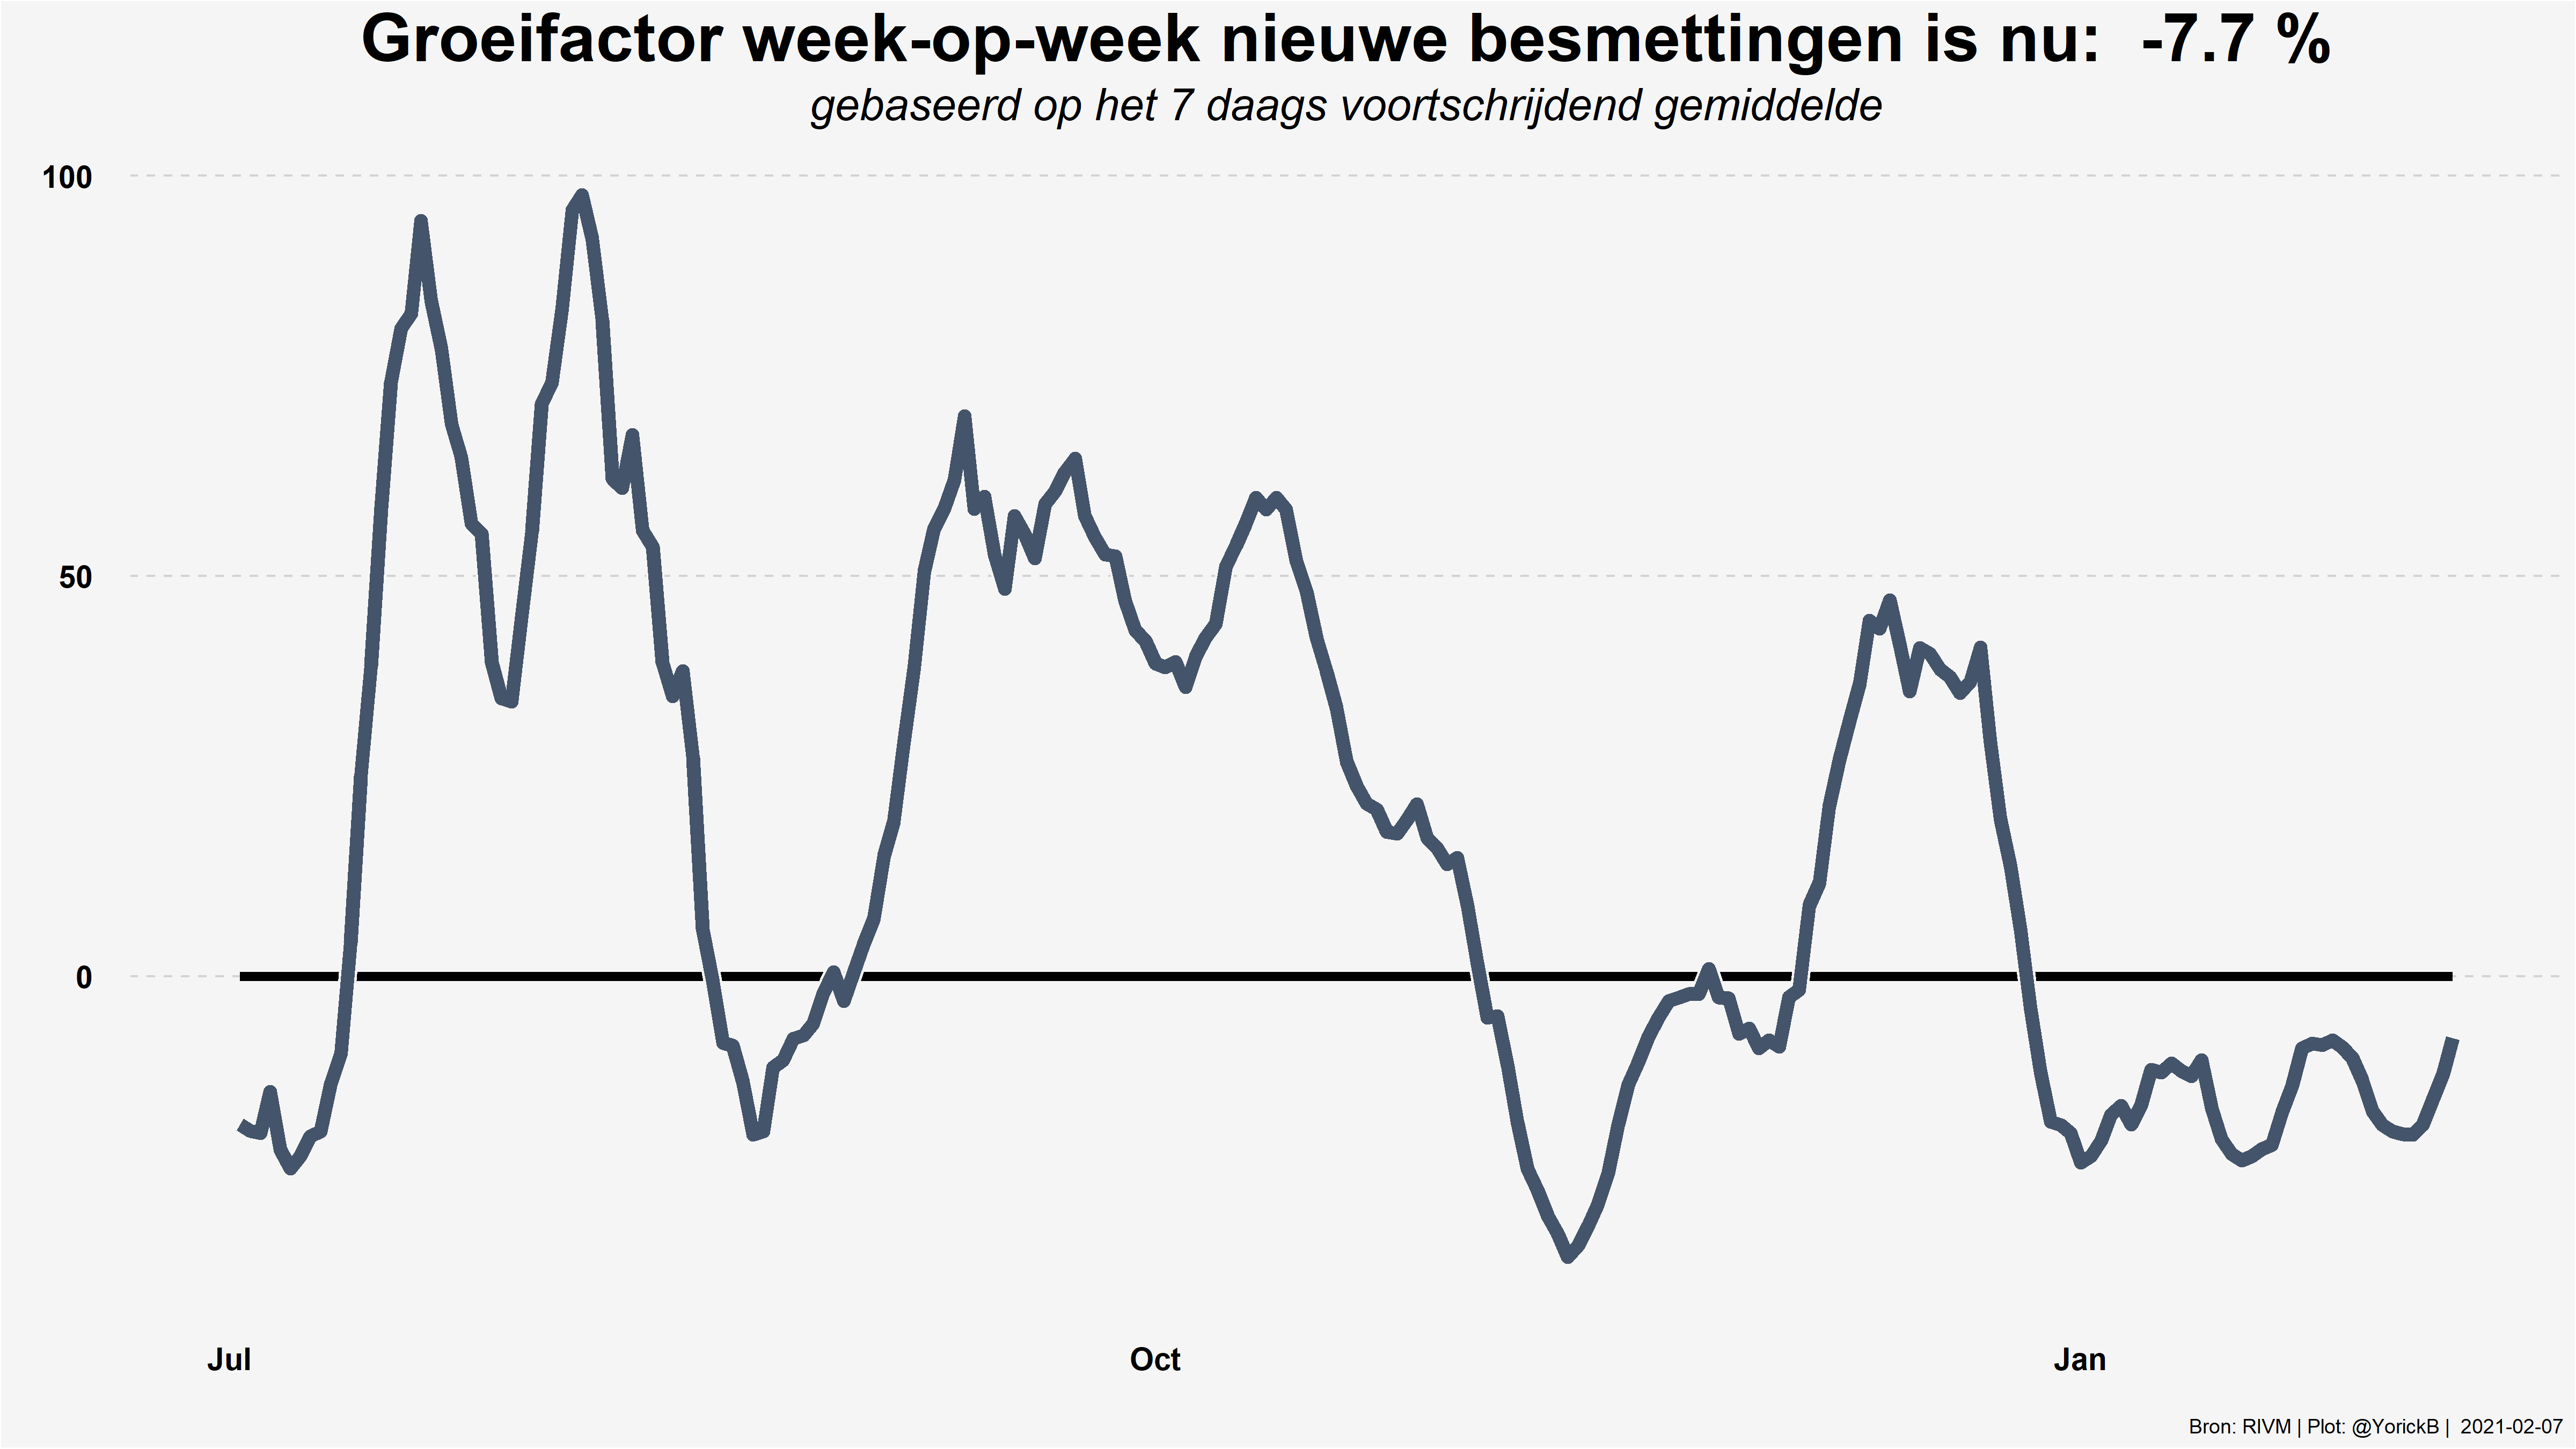 Groeifactor week-op-week nieuwe besmettingen is nu:  -7.7 %
gebaseerd op het 7 daags voortschrijdend gemiddelde
100
50
0
Jul
Oct
Jan
Bron: RIVM | Plot: @YorickB |  2021-02-07